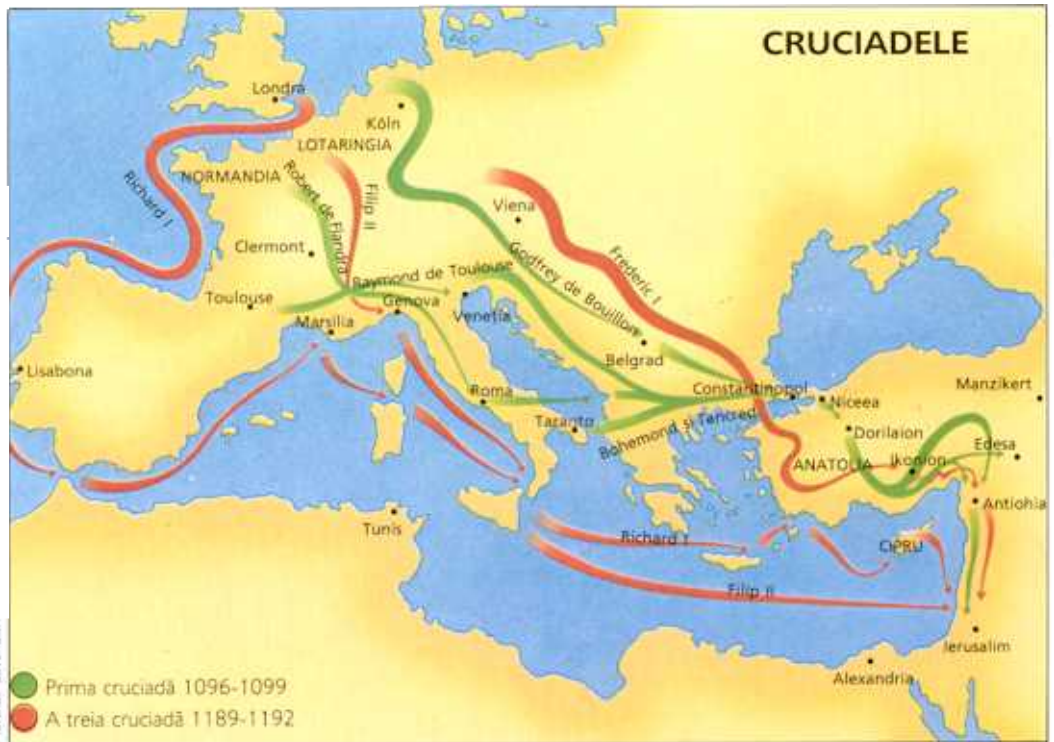 CRUCIADELE
Londra
Köln
LOTARINGIA
NORMANDIA
Richard I
Robert de Flandra
Filip II
Viena
Clermont
Frederic I
Godfrey de Bouillon
Raymond de Toulouse
Toulouse
Genova
Veneția
Marsilia
Belgrad
Lisabona
Roma
Constantinopol
Manzikert
Niceea
Taranto
Bohemond și Tancred
Dorilaion
Edesa
ANATOLIA
Ikonion
Antiohia
Tunis
Richard I
CIPRU
Filip II
Ierusalim
Alexandria
Prima cruciadă 1096-1099
A treia cruciadă 1189-1192